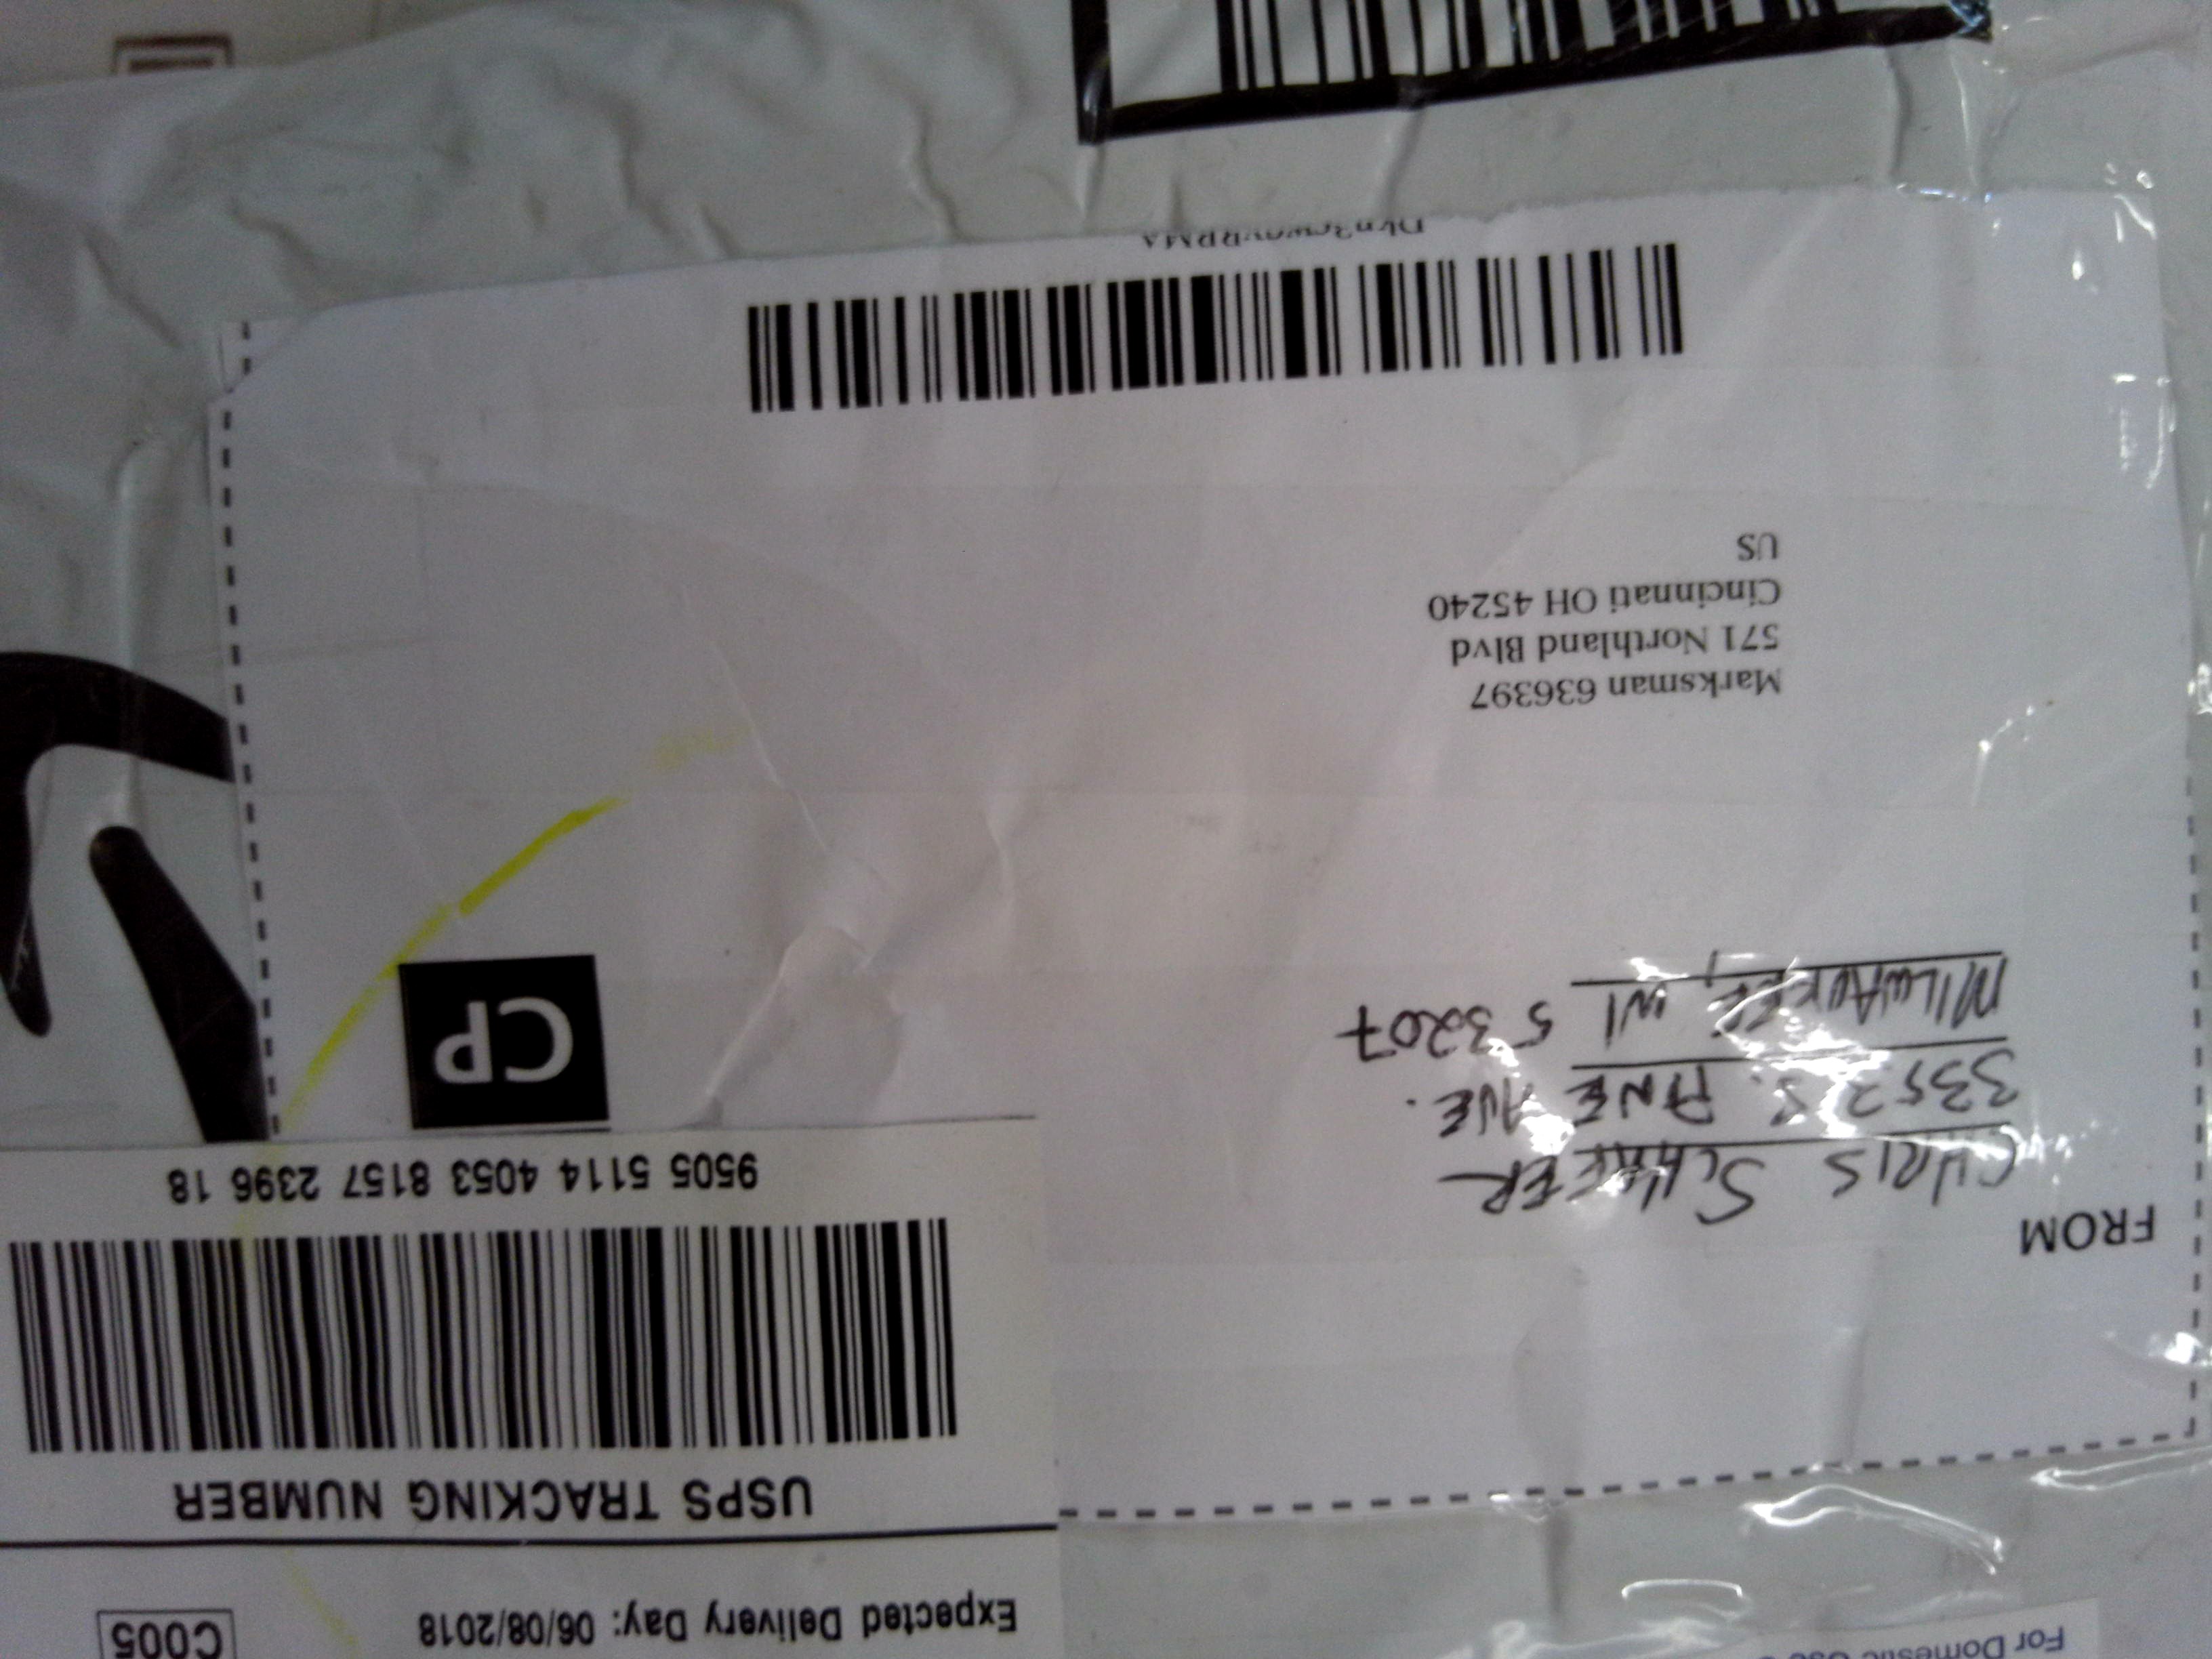 For Domestic Use
Expected Delivery Day: 06/08/2018
C005
USPS TRACKING NUMBER
9505 5114 4053 8157 2396 18
CP
FROM
CHRIS SCHAEFER
3352 S. PINE AVE.
MILWAUKEE, WI 53207
Marksman 636397
571 Northland Blvd
Cincinnati OH 45240
US